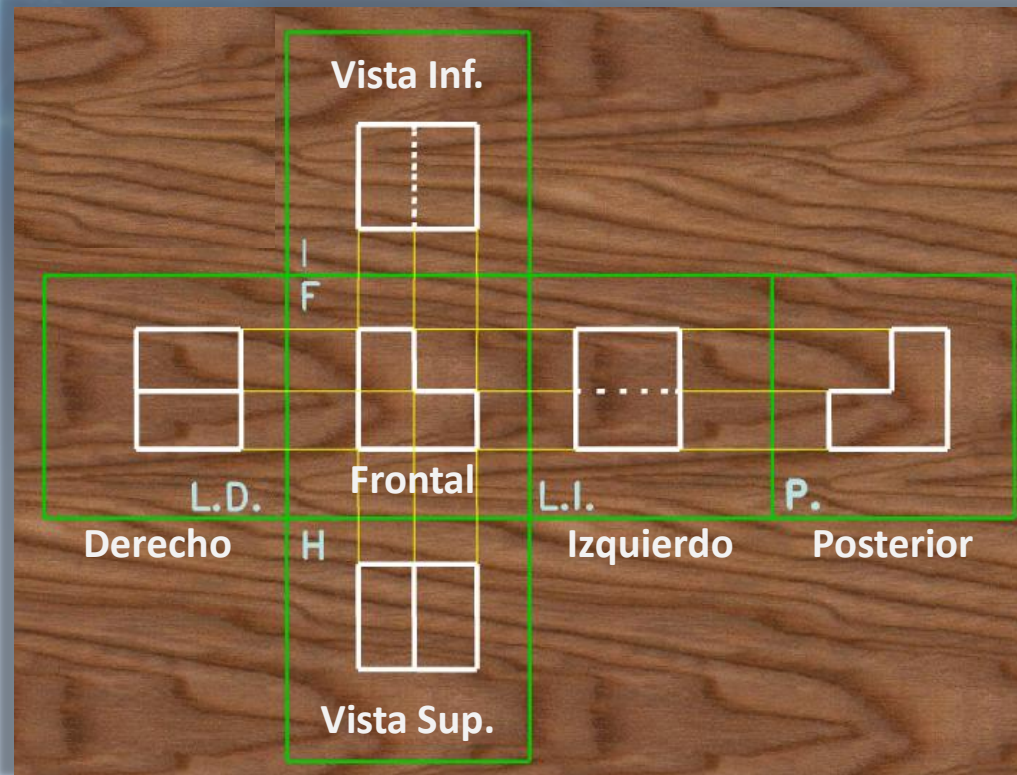 Vista Inf.
I
F
Frontal
L.D.
L.I.
P.
Derecho
H
Izquierdo
Posterior
Vista Sup.